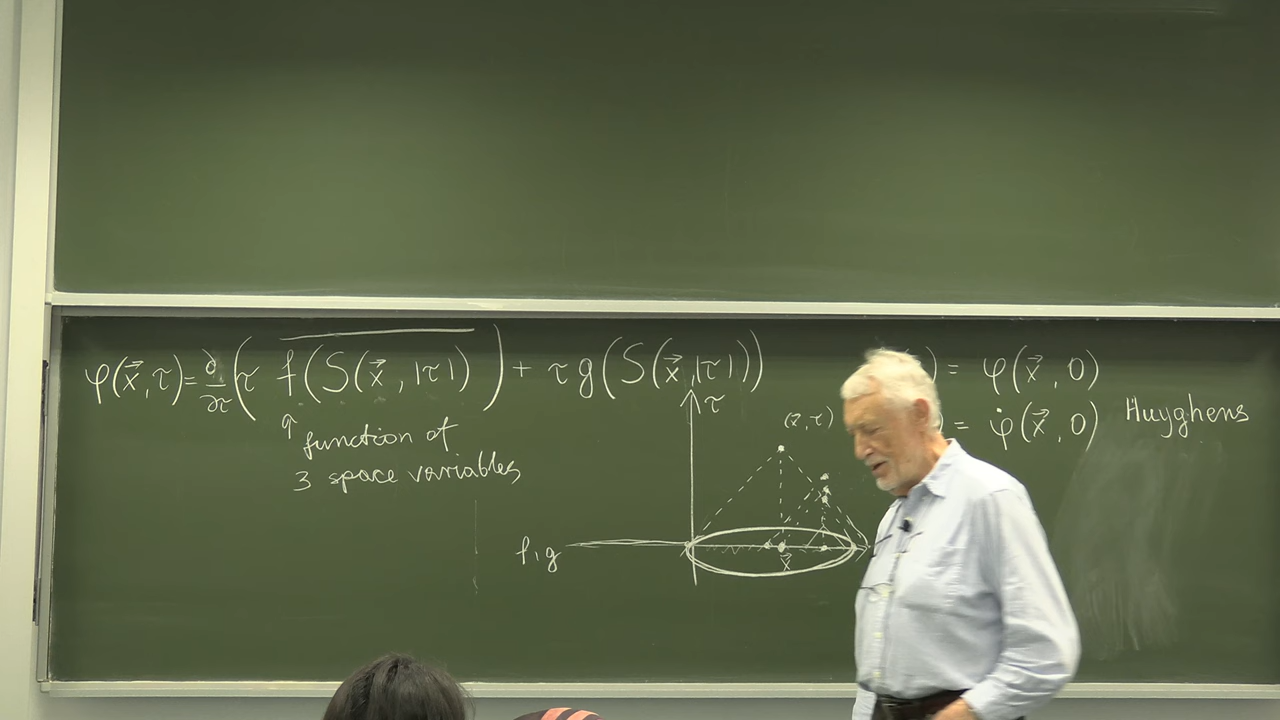 φ(x⃗,τ) = ∂/∂τ (τ f(S(x⃗,|τ|)) + τ g(S(x⃗,|τ|))
) = φ(x⃗,0)
) = φ̇(x⃗,0)
Huyghens
↑ function of
3 space variables
τ
(x⃗,τ)
f, g
x⃗